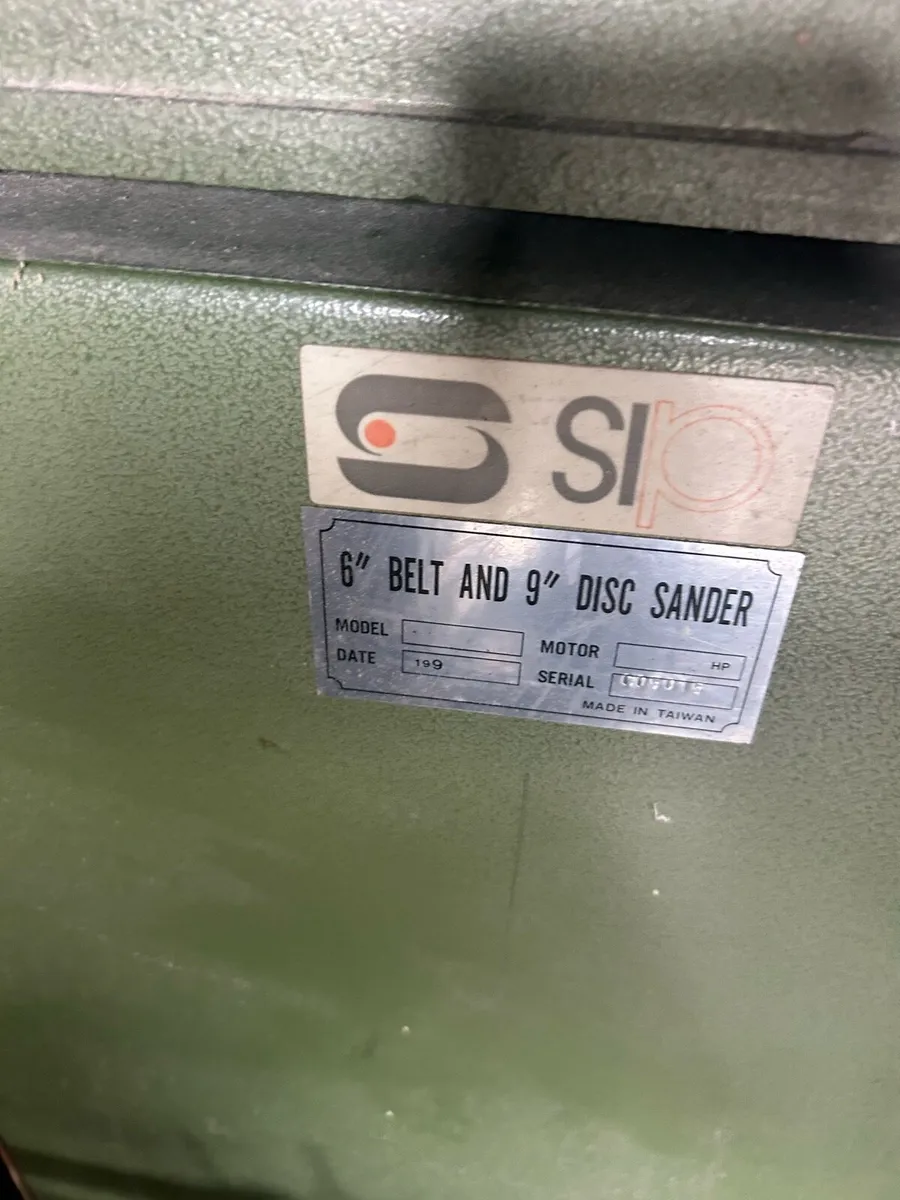 SIP
6" BELT AND 9" DISC SANDER
MODEL
MOTOR HP
DATE 199
SERIAL
MADE IN TAIWAN